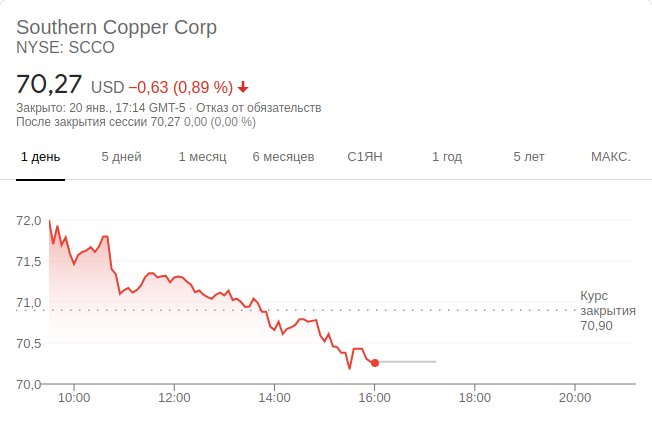 Southern Copper Corp
NYSE: SCCO
70,27 USD −0,63 (0,89 %)
Закрыто: 20 янв., 17:14 GMT-5 · Отказ от обязательств
После закрытия сессии 70,27 0,00 (0,00 %)
1 день 5 дней 1 месяц 6 месяцев С1ЯН 1 год 5 лет МАКС.
72,0
71,5
71,0
70,5
70,0
Курс
закрытия
70,90
10:00 12:00 14:00 16:00 18:00 20:00